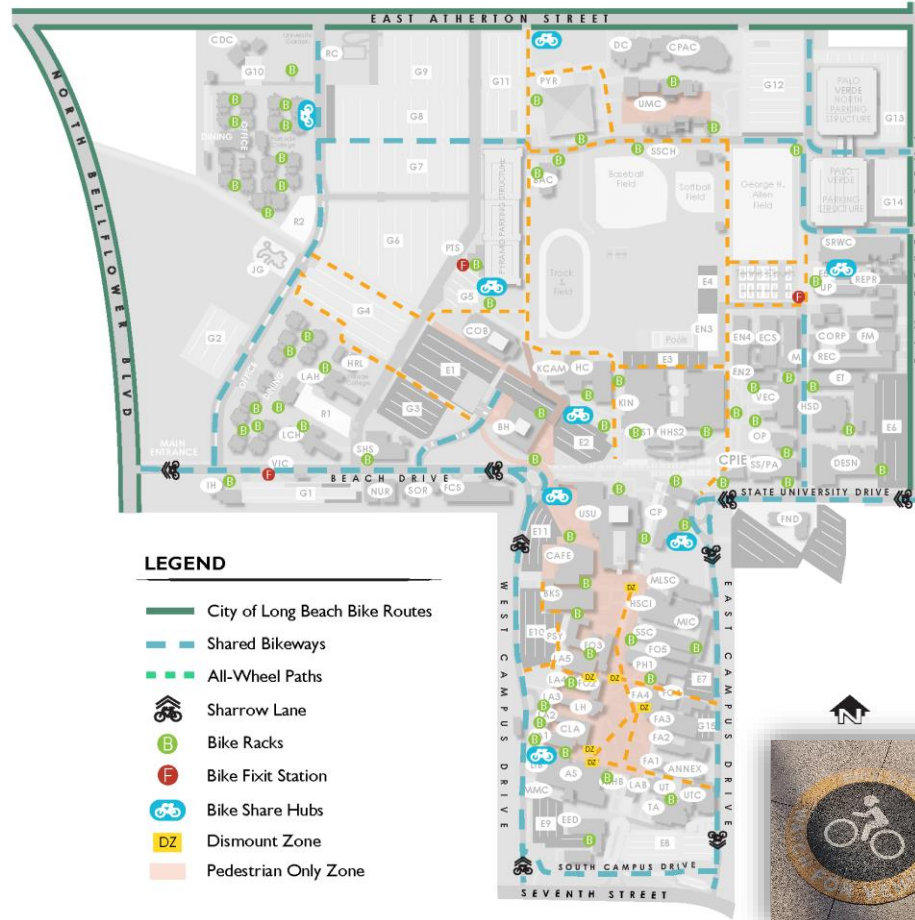 EAST ATHERTON STREET
NORTH BELLFLOWER BLVD
CDC
G10
RC
G9
G11
PYR
DC
CPAC
UMC
G12
PALO VERDE NORTH PARKING STRUCTURE
G13
G8
DINING
OFFICE
G7
SSCH
Baseball Field
Softball Field
George H. Allen Field
PALO VERDE PARKING STRUCTURE
G14
R2
G6
PTS
PYRAMID PARKING STRUCTURE
JG
G5
Track & Field
E4
SRWC
UP
REPR
G2
G4
COB
EN3
Pools
EN4
ECS
CORP
FM
OFFICE
DINING
LAH
HRL
E1
KCAM
HC
E3
EN2
REC
ET
R1
G3
BH
KIN
HHS2
VEC
HSD
E6
LCH
SHS
E2
OP
CPIE
SS/PA
DESN
MAIN ENTRANCE
VIC
BEACH DRIVE
IH
G1
NUR
SOR
FCS
STATE UNIVERSITY DRIVE
USU
CP
FND
E11
CAFE
WEST CAMPUS DRIVE
EAST CAMPUS DRIVE
BKS
MLSC
HSCI
MIC
E10
PSY
FO3
SSC
FO5
LA5
PH1
E7
LA4
FA4
LA3
LH
FA3
G15
CLA
FA2
FA1
ANNEX
AS
LAB
UT
UTC
MMC
TA
E9
EED
E8
SOUTH CAMPUS DRIVE
SEVENTH STREET
LEGEND
City of Long Beach Bike Routes
Shared Bikeways
All-Wheel Paths
Sharrow Lane
B Bike Racks
F Bike Fixit Station
Bike Share Hubs
DZ Dismount Zone
Pedestrian Only Zone
N